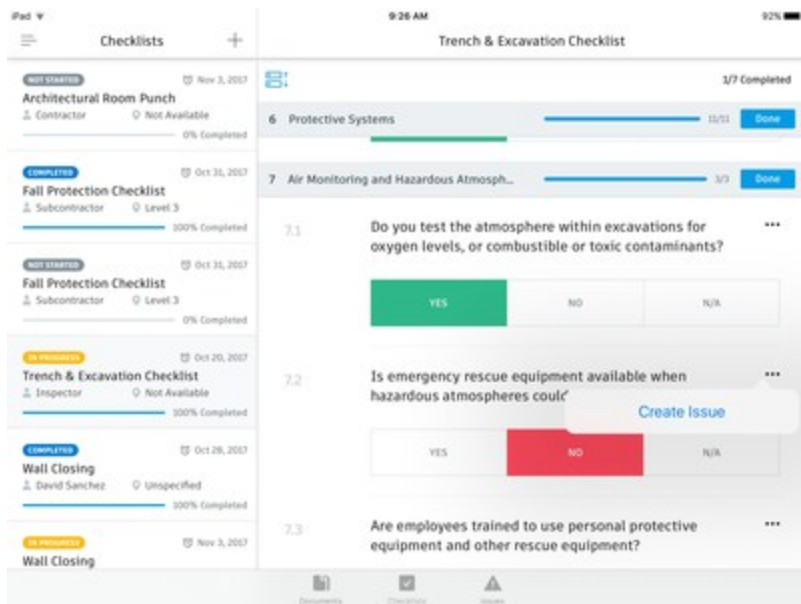 iPad
9:26 AM
92%
Checklists
Trench & Excavation Checklist
NOT STARTED
Nov 3, 2017
Architectural Room Punch
Contractor
Not Available
0% Completed
COMPLETED
Oct 31, 2017
Fall Protection Checklist
Subcontractor
Level 3
100% Completed
NOT STARTED
Oct 31, 2017
Fall Protection Checklist
Subcontractor
Level 3
0% Completed
IN PROGRESS
Oct 20, 2017
Trench & Excavation Checklist
Inspector
Not Available
100% Completed
COMPLETED
Oct 28, 2017
Wall Closing
David Sanchez
Unspecified
100% Completed
IN PROGRESS
Nov 3, 2017
Wall Closing
1/7 Completed
6 Protective Systems
11/11
Done
7 Air Monitoring and Hazardous Atmosph...
3/3
Done
7.1
Do you test the atmosphere within excavations for
oxygen levels, or combustible or toxic contaminants?
YES NO N/A
7.2
Is emergency rescue equipment available when
hazardous atmospheres could
Create Issue
YES NO N/A
7.3
Are employees trained to use personal protective
equipment and other rescue equipment?
Documents
Checklists
Issues